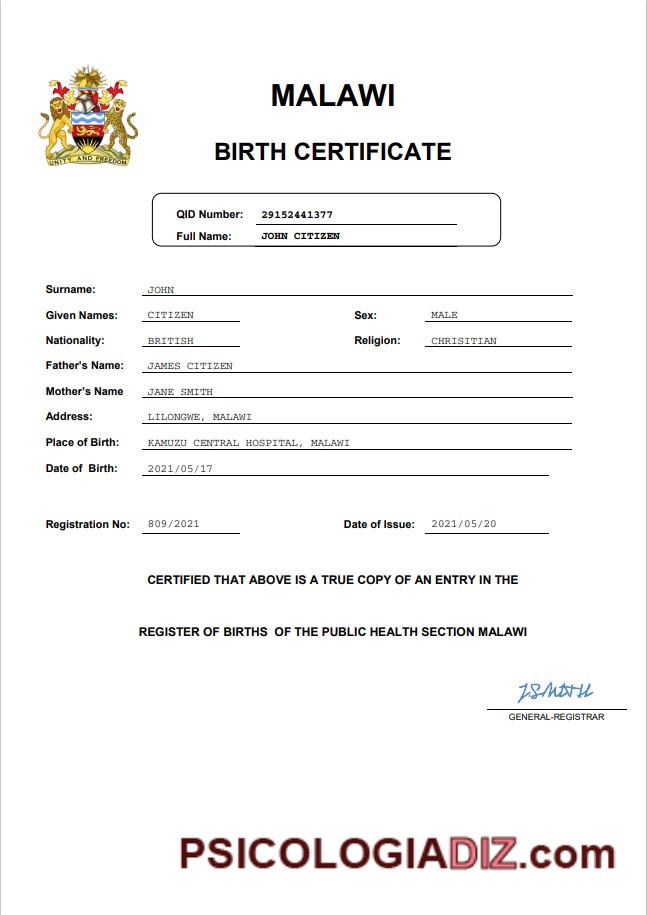 UNITY AND FREEDOM
MALAWI
BIRTH CERTIFICATE
QID Number: 29152441377
Full Name: JOHN CITIZEN
Surname: JOHN
Given Names: CITIZEN Sex: MALE
Nationality: BRITISH Religion: CHRISITIAN
Father's Name: JAMES CITIZEN
Mother's Name JANE SMITH
Address: LILONGWE, MALAWI
Place of Birth: KAMUZU CENTRAL HOSPITAL, MALAWI
Date of Birth: 2021/05/17
Registration No: 809/2021 Date of Issue: 2021/05/20
CERTIFIED THAT ABOVE IS A TRUE COPY OF AN ENTRY IN THE
REGISTER OF BIRTHS OF THE PUBLIC HEALTH SECTION MALAWI
J.SMITH
GENERAL-REGISTRAR
PSICOLOGIADIZ.com